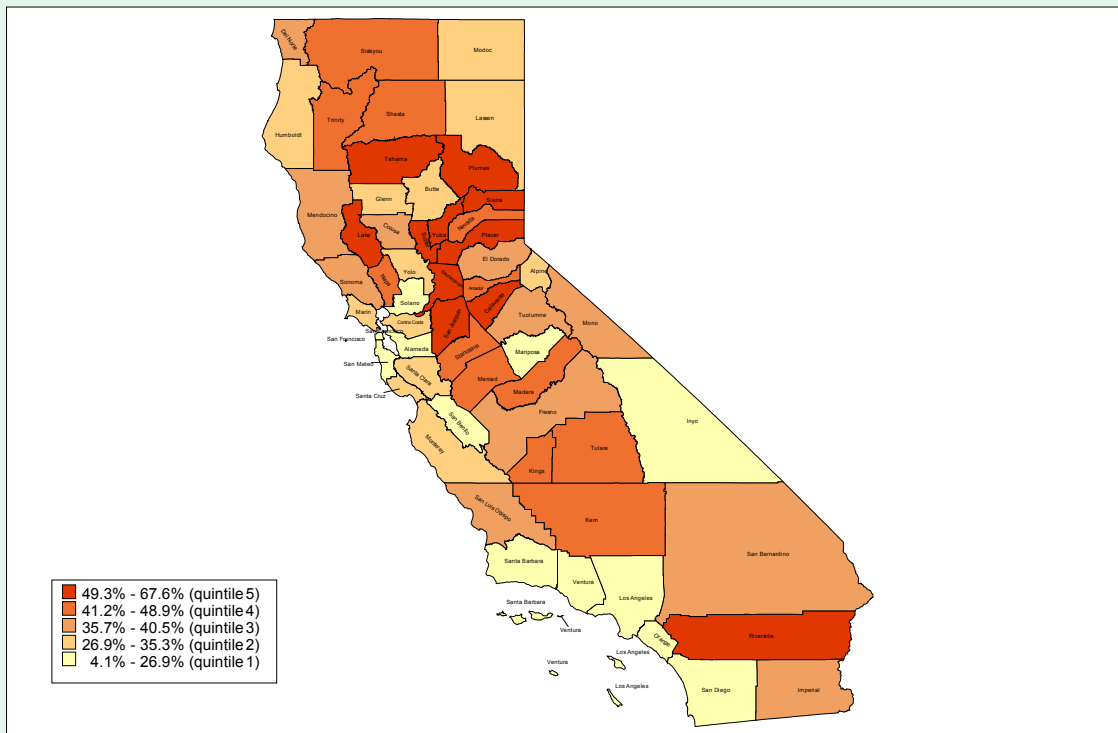 Del Norte
Siskiyou
Modoc
Trinity
Shasta
Lassen
Humboldt
Tehama
Plumas
Butte
Glenn
Sierra
Mendocino
Colusa
Lake
Sutter
Yuba
Nevada
Placer
El Dorado
Yolo
Napa
Sonoma
Sacramento
Alpine
Solano
Amador
Calaveras
Marin
Contra Costa
San Joaquin
Tuolumne
Mono
San Francisco
San Francisco
Alameda
Stanislaus
Mariposa
San Mateo
Santa Clara
Merced
Madera
Santa Cruz
San Benito
Fresno
Inyo
Monterey
Tulare
Kings
San Luis Obispo
Kern
San Bernardino
Santa Barbara
Ventura
Los Angeles
Santa Barbara
Ventura
Orange
Riverside
Los Angeles
Ventura
Los Angeles
San Diego
Imperial
49.3% - 67.6% (quintile 5)
41.2% - 48.9% (quintile 4)
35.7% - 40.5% (quintile 3)
26.9% - 35.3% (quintile 2)
4.1% - 26.9% (quintile 1)